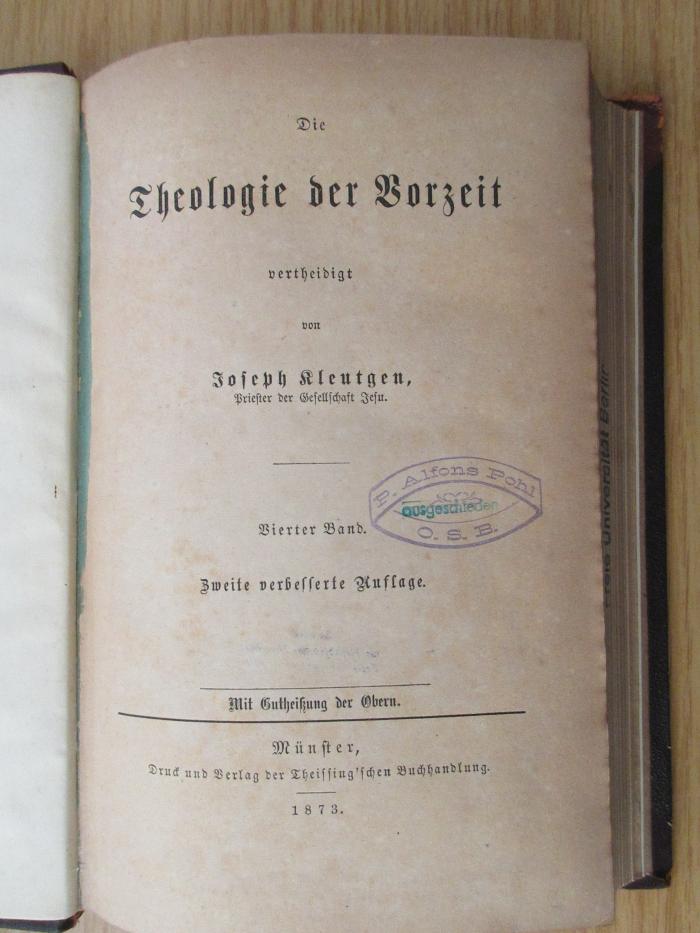 Die
Theologie der Vorzeit
vertheidigt
von
Joseph Kleutgen,
Priester der Gesellschaft Jesu.
P. Alfons Pohl
ausgeschieden
O. S. B.
Vierter Band.
Zweite verbesserte Auflage.
Mit Gutheißung der Obern.
Münster,
Druck und Verlag der Theissing'schen Buchhandlung.
1873.
Freie Universität Berlin